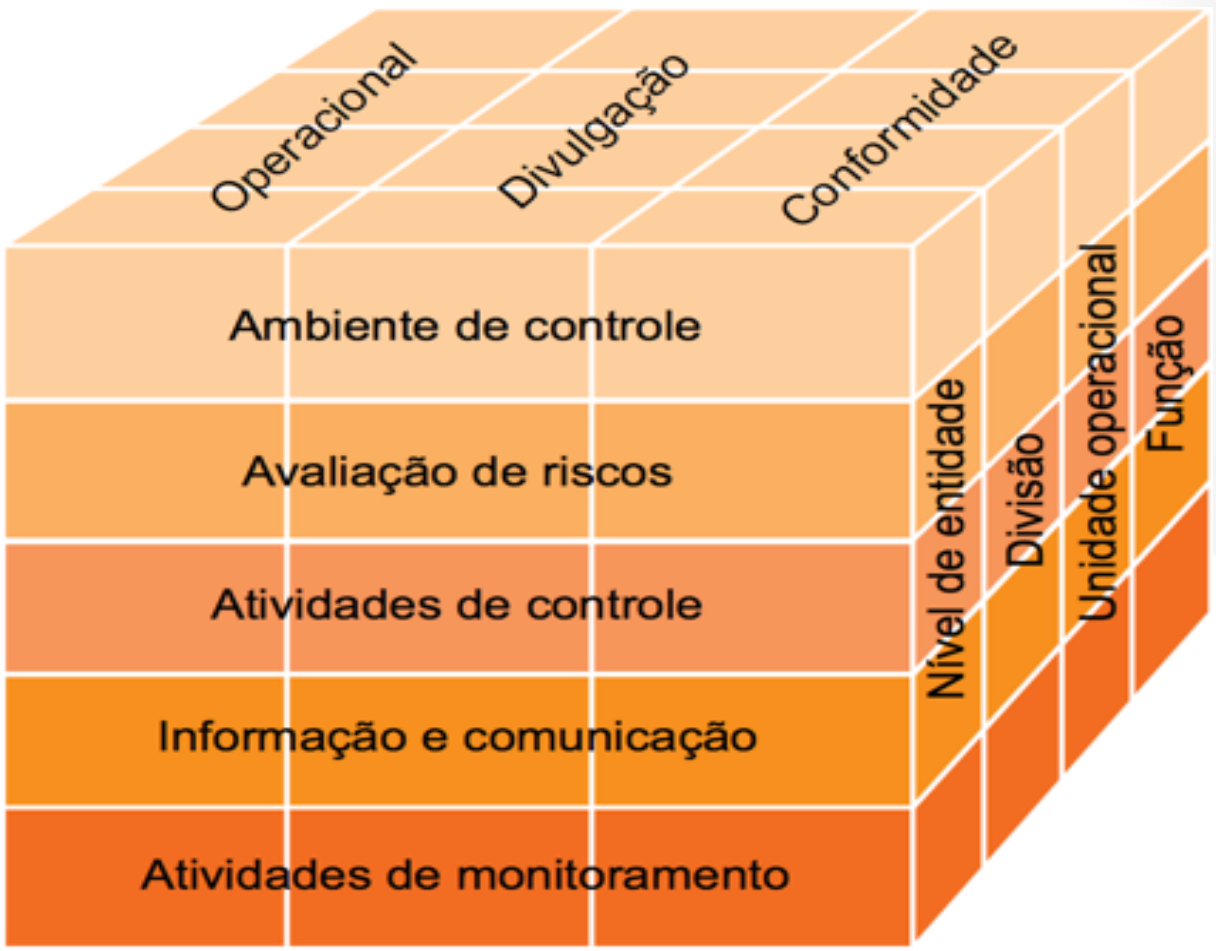 Operacional
Divulgação
Conformidade
Ambiente de controle
Avaliação de riscos
Atividades de controle
Informação e comunicação
Atividades de monitoramento
Nível de entidade
Divisão
Unidade operacional
Função